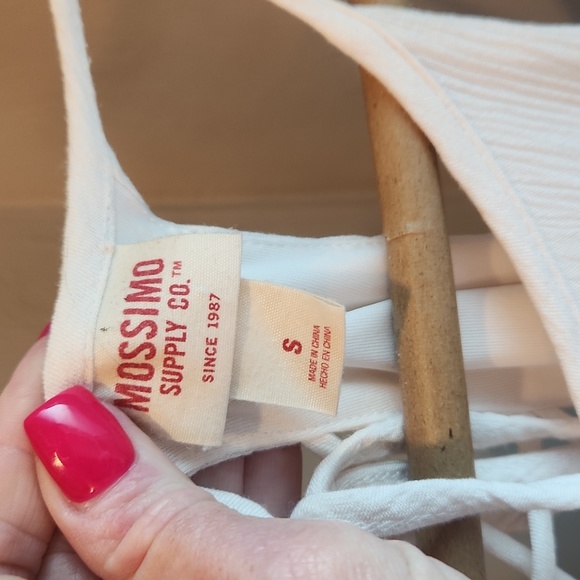 MOSSIMO
SUPPLY CO.™
SINCE 1987
S
MADE IN CHINA
HECHO EN CHINA